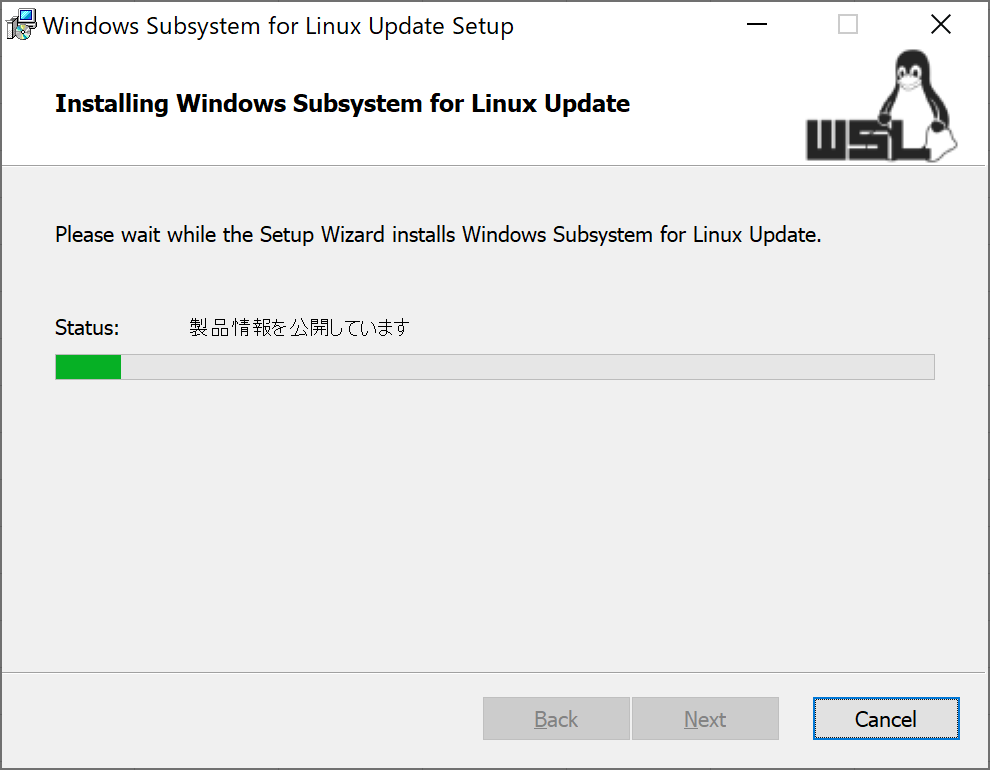 Windows Subsystem for Linux Update Setup
Installing Windows Subsystem for Linux Update
WSL
Please wait while the Setup Wizard installs Windows Subsystem for Linux Update.
Status: 製品情報を公開しています
Back Next Cancel